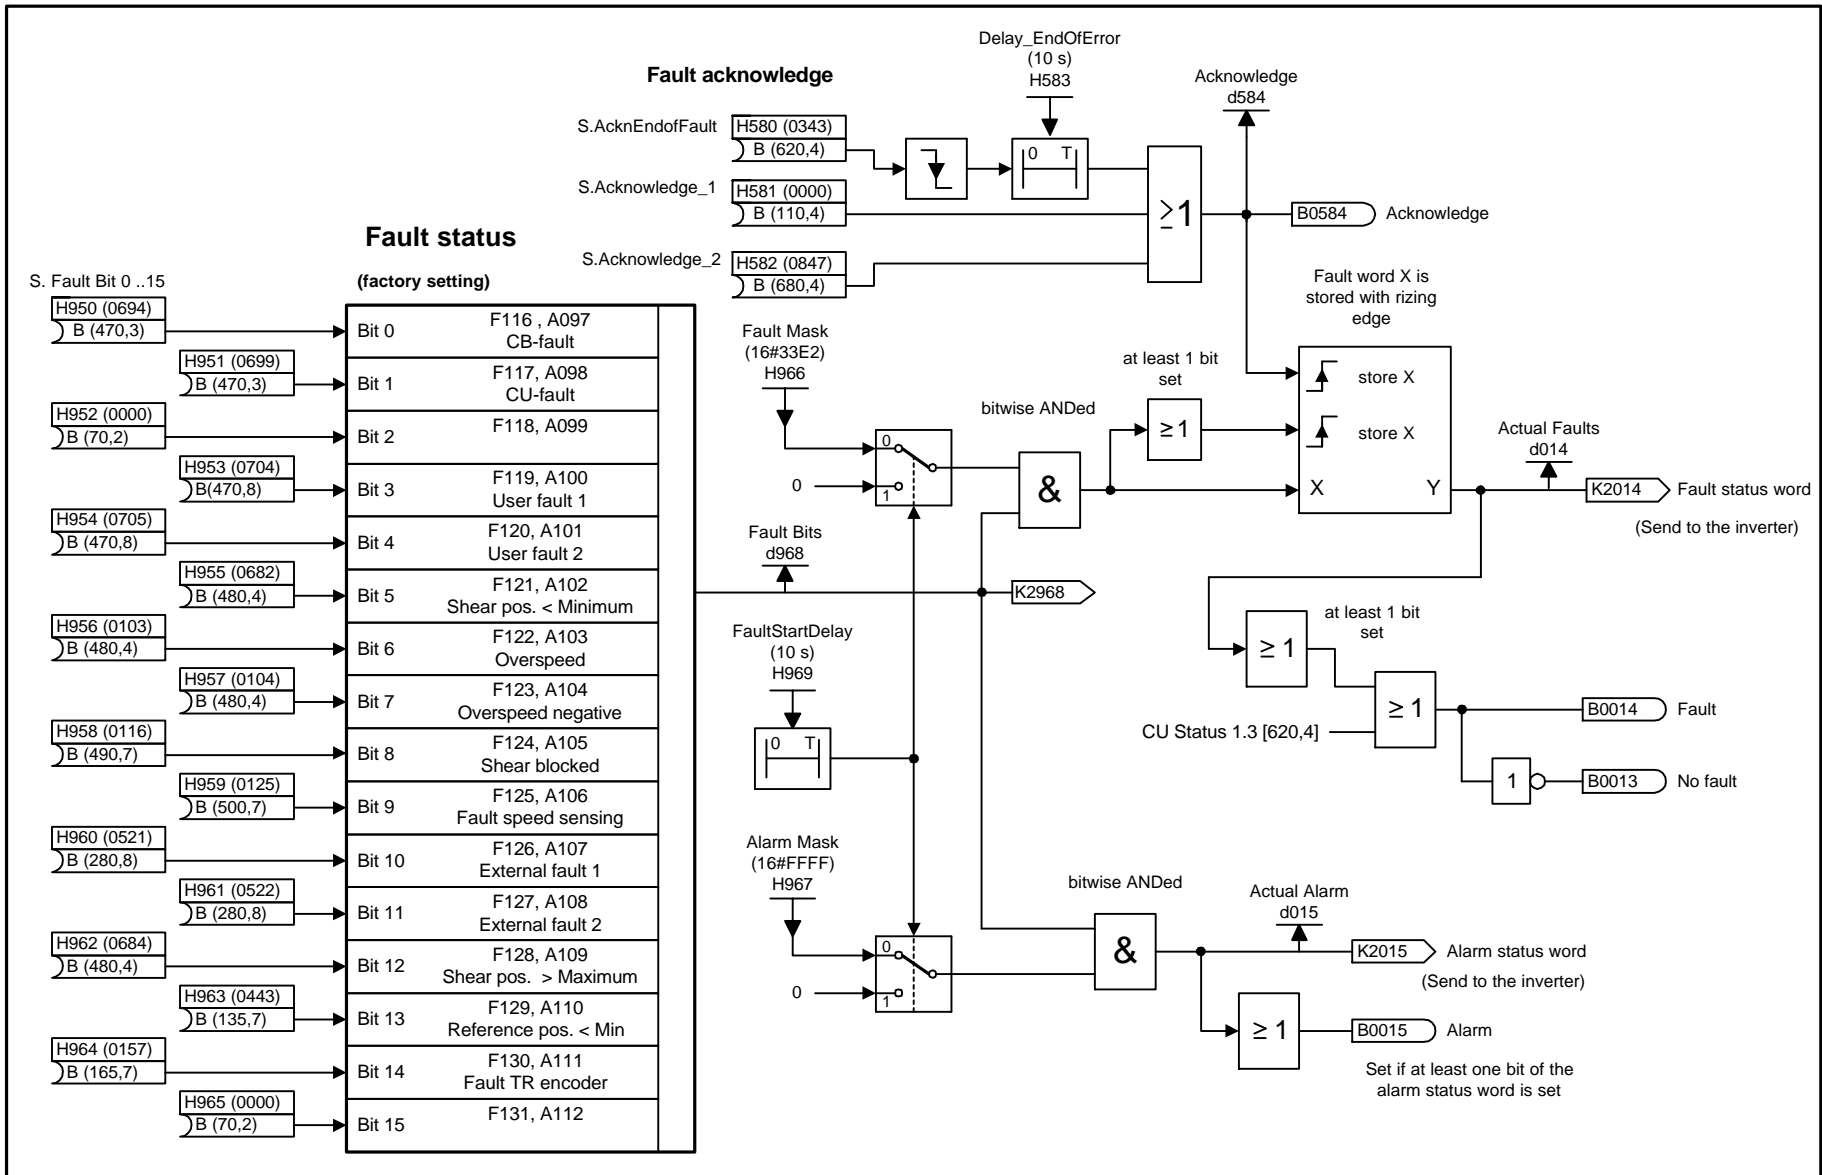 Fault acknowledge
Delay_EndOfError
(10 s)
H583
Acknowledge
d584
S.AcknEndofFault
H580 (0343)
B (620,4)
0 T
S.Acknowledge_1
H581 (0000)
B (110,4)
≥1
B0584
Acknowledge
S.Acknowledge_2
H582 (0847)
B (680,4)
Fault status
(factory setting)
S. Fault Bit 0 ..15
H950 (0694)
B (470,3)
Bit 0
F116 , A097
CB-fault
H951 (0699)
B (470,3)
Bit 1
F117, A098
CU-fault
H952 (0000)
B (70,2)
Bit 2
F118, A099
H953 (0704)
B(470,8)
Bit 3
F119, A100
User fault 1
H954 (0705)
B (470,8)
Bit 4
F120, A101
User fault 2
H955 (0682)
B (480,4)
Bit 5
F121, A102
Shear pos. < Minimum
H956 (0103)
B (480,4)
Bit 6
F122, A103
Overspeed
H957 (0104)
B (480,4)
Bit 7
F123, A104
Overspeed negative
H958 (0116)
B (490,7)
Bit 8
F124, A105
Shear blocked
H959 (0125)
B (500,7)
Bit 9
F125, A106
Fault speed sensing
H960 (0521)
B (280,8)
Bit 10
F126, A107
External fault 1
H961 (0522)
B (280,8)
Bit 11
F127, A108
External fault 2
H962 (0684)
B (480,4)
Bit 12
F128, A109
Shear pos. > Maximum
H963 (0443)
B (135,7)
Bit 13
F129, A110
Reference pos. < Min
H964 (0157)
B (165,7)
Bit 14
F130, A111
Fault TR encoder
H965 (0000)
B (70,2)
Bit 15
F131, A112
Fault Mask
(16#33E2)
H966
0
0
1
bitwise ANDed
&
at least 1 bit
set
≥ 1
Fault word X is
stored with rizing
edge
store X
store X
X
Y
Actual Faults
d014
K2014
Fault status word
(Send to the inverter)
Fault Bits
d968
K2968
FaultStartDelay
(10 s)
H969
0 T
≥ 1
at least 1 bit
set
≥ 1
CU Status 1.3 [620,4]
B0014
Fault
1
B0013
No fault
Alarm Mask
(16#FFFF)
H967
0
0
1
bitwise ANDed
&
Actual Alarm
d015
K2015
Alarm status word
(Send to the inverter)
≥ 1
B0015
Alarm
Set if at least one bit of the
alarm status word is set